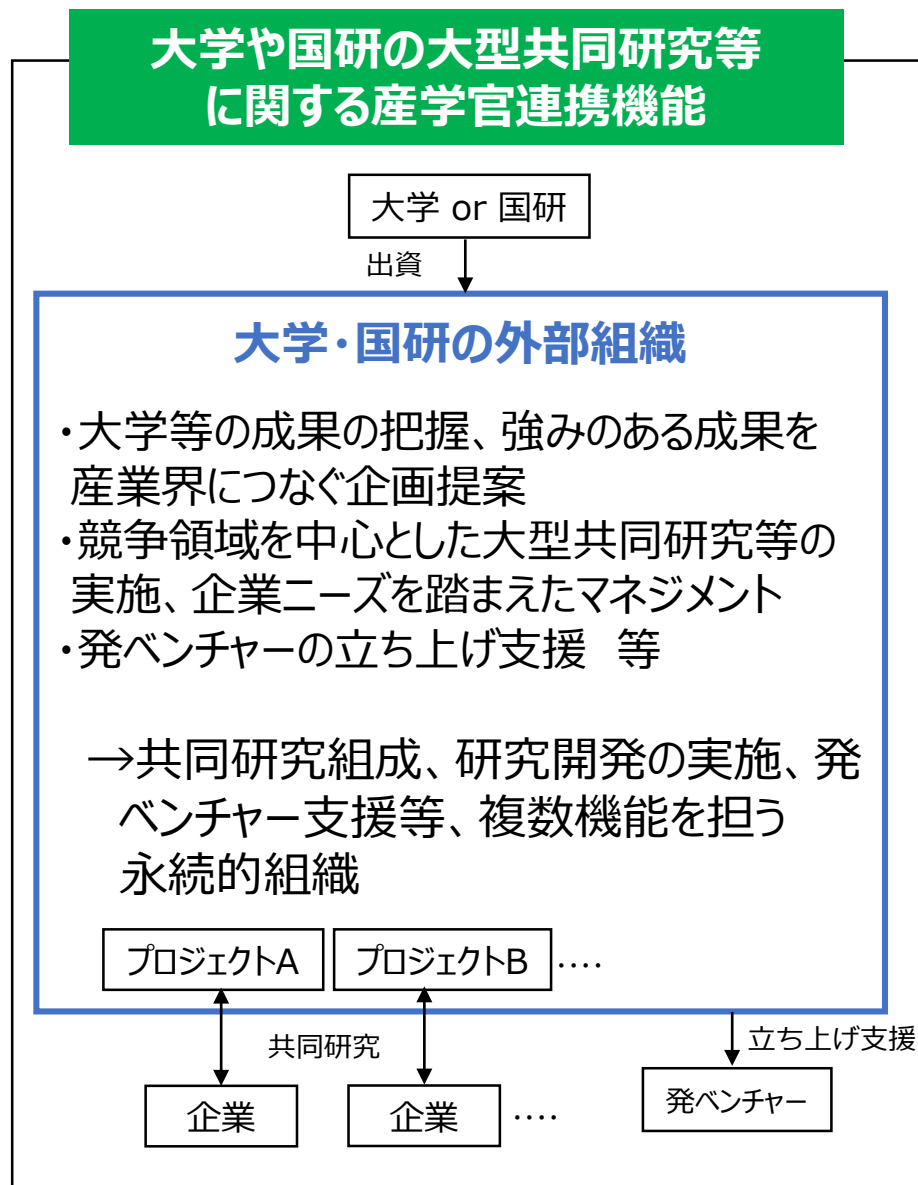 大学や国研の大型共同研究等
に関する産学官連携機能
大学 or 国研
出資
大学・国研の外部組織
・大学等の成果の把握、強みのある成果を
産業界につなぐ企画提案
・競争領域を中心とした大型共同研究等の
実施、企業ニーズを踏まえたマネジメント
・発ベンチャーの立ち上げ支援　等
→共同研究組成、研究開発の実施、発
ベンチャー支援等、複数機能を担う
永続的組織
プロジェクトA
プロジェクトB
‥‥
共同研究
立ち上げ支援
企業
企業
‥‥
発ベンチャー